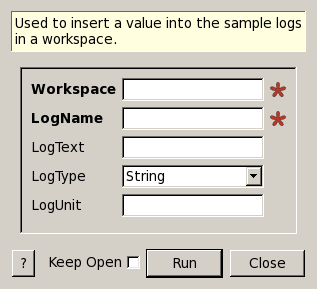 Used to insert a value into the sample logs
in a workspace.
Workspace *
LogName *
LogText
LogType String
LogUnit
? Keep Open Run Close